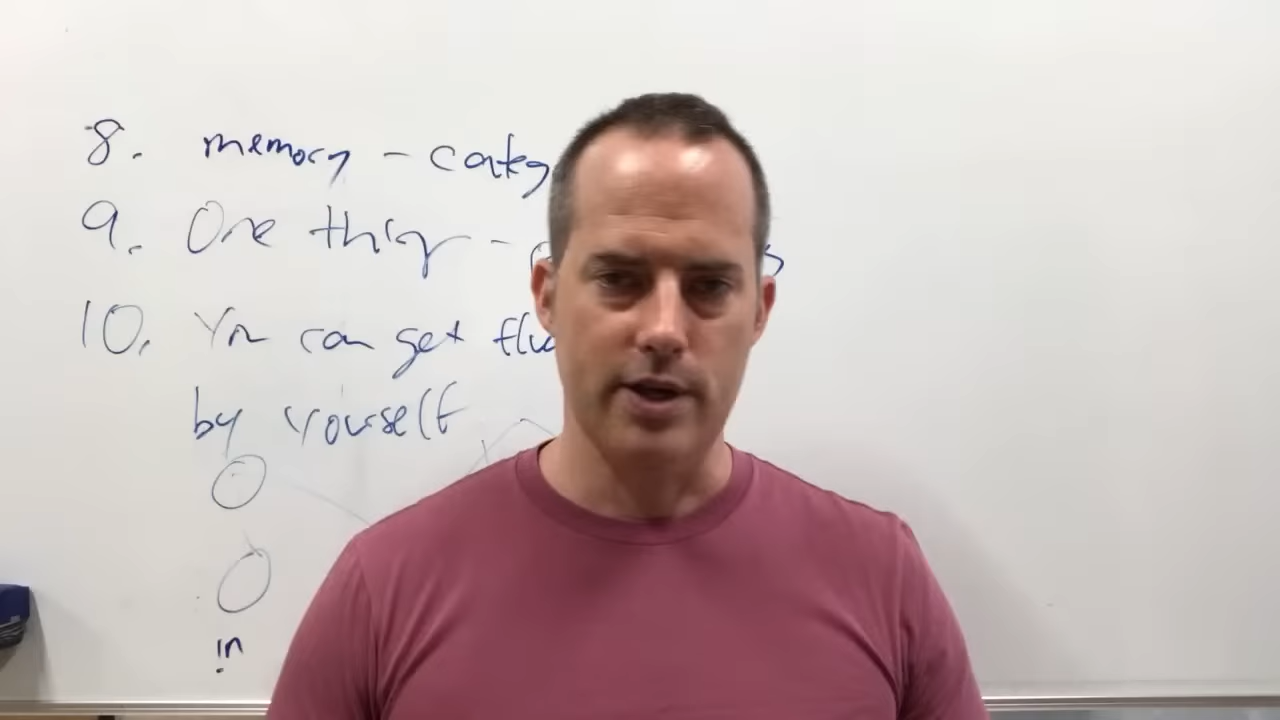 8. memory - categ
9. One thing -
10. You can get flu
by yourself
in